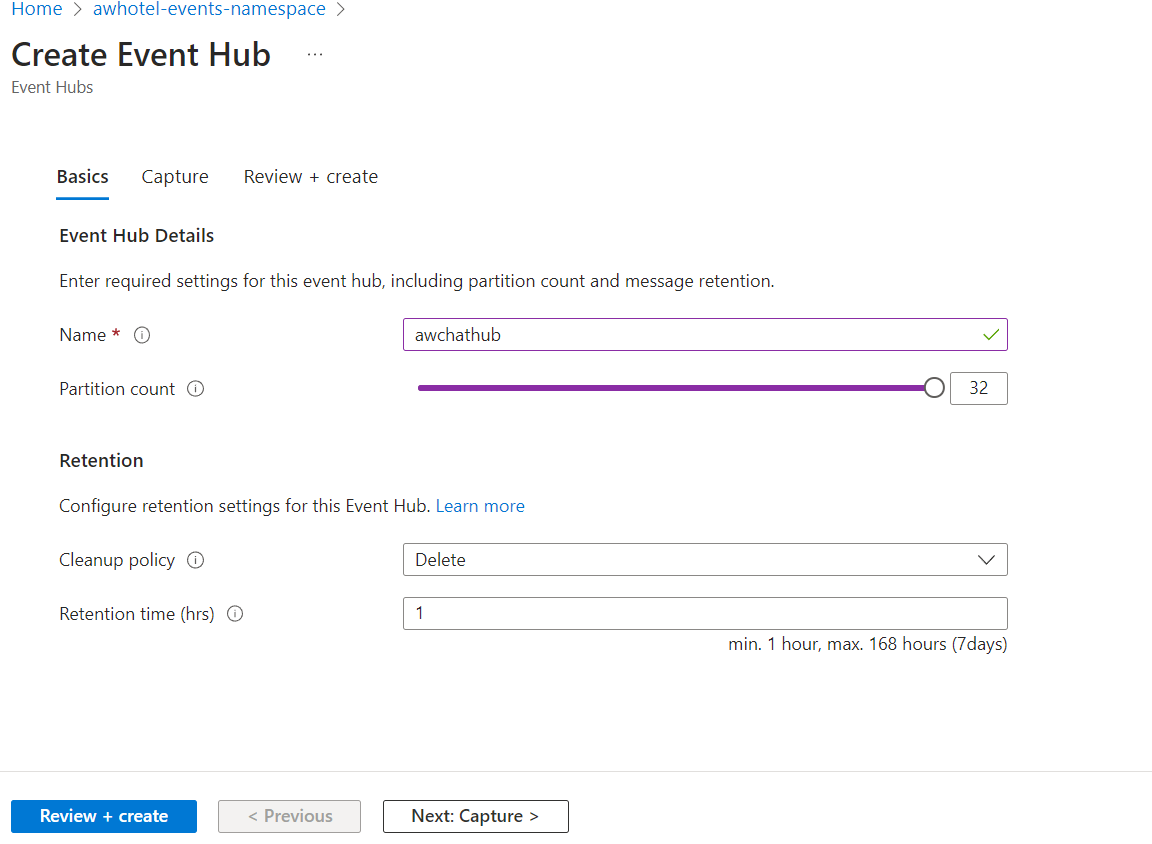 Home > awhotel-events-namespace >
Create Event Hub ...
Event Hubs
Basics Capture Review + create
Event Hub Details
Enter required settings for this event hub, including partition count and message retention.
Name * awchathub
Partition count 32
Retention
Configure retention settings for this Event Hub. Learn more
Cleanup policy Delete
Retention time (hrs) 1
min. 1 hour, max. 168 hours (7days)
Review + create < Previous Next: Capture >